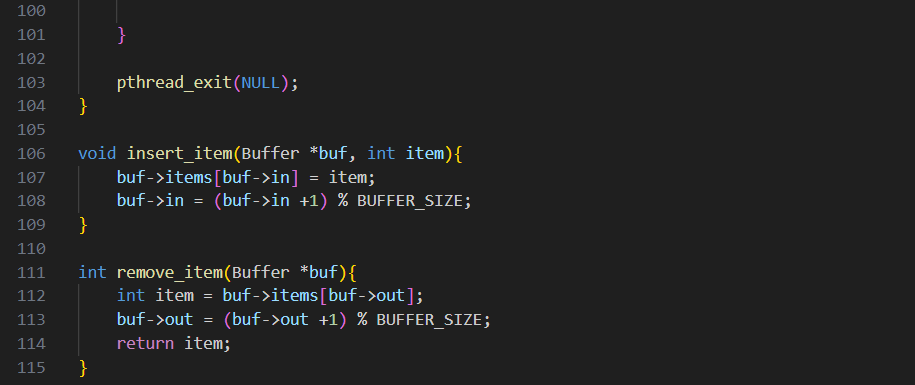 100
101     }
102
103     pthread_exit(NULL);
104 }
105
106 void insert_item(Buffer *buf, int item){
107     buf->items[buf->in] = item;
108     buf->in = (buf->in +1) % BUFFER_SIZE;
109 }
110
111 int remove_item(Buffer *buf){
112     int item = buf->items[buf->out];
113     buf->out = (buf->out +1) % BUFFER_SIZE;
114     return item;
115 }